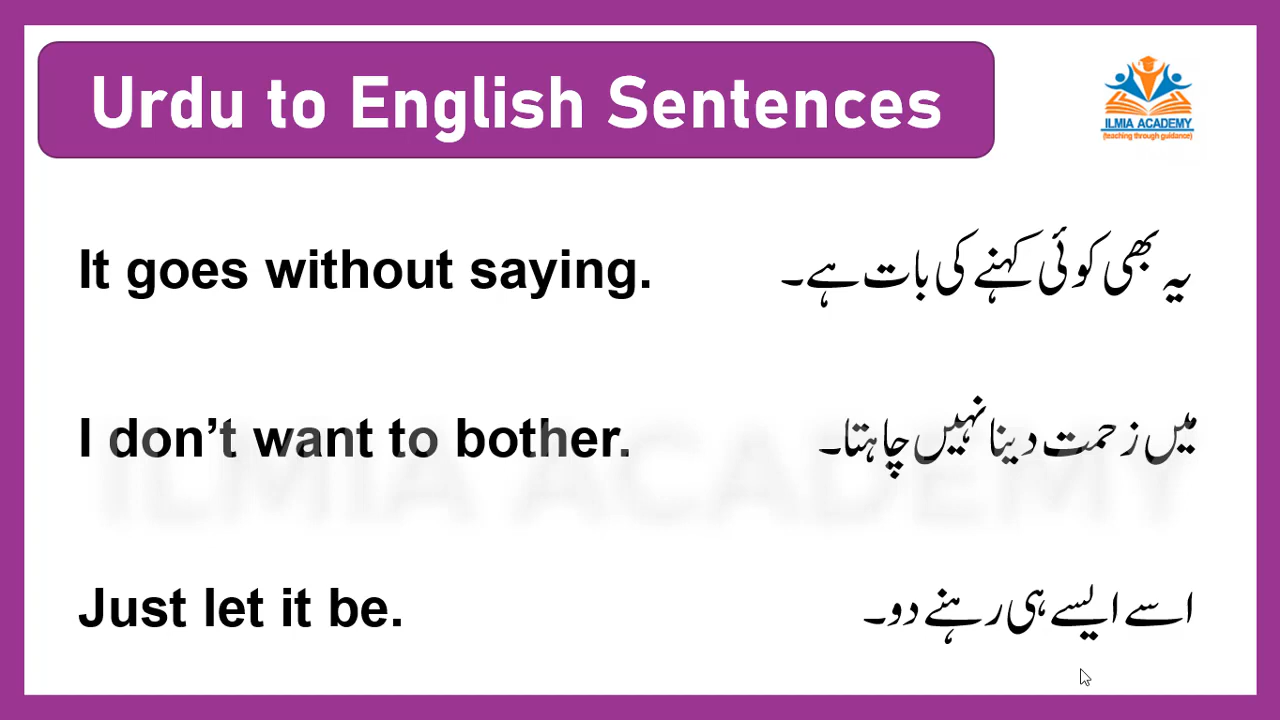 Urdu to English Sentences
ILMIA ACADEMY
(teaching through guidance)
It goes without saying.
یہ بھی کوئی کہنے کی بات ہے۔
I don’t want to bother.
میں زحمت دینا نہیں چاہتا۔
ILMIA ACADEMY
Just let it be.
اسے ایسے ہی رہنے دو۔